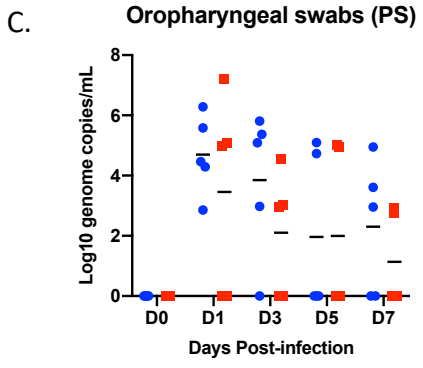 C.
Oropharyngeal swabs (PS)
Log10 genome copies/mL
8
6
4
2
0
D0 D1 D3 D5 D7
Days Post-infection